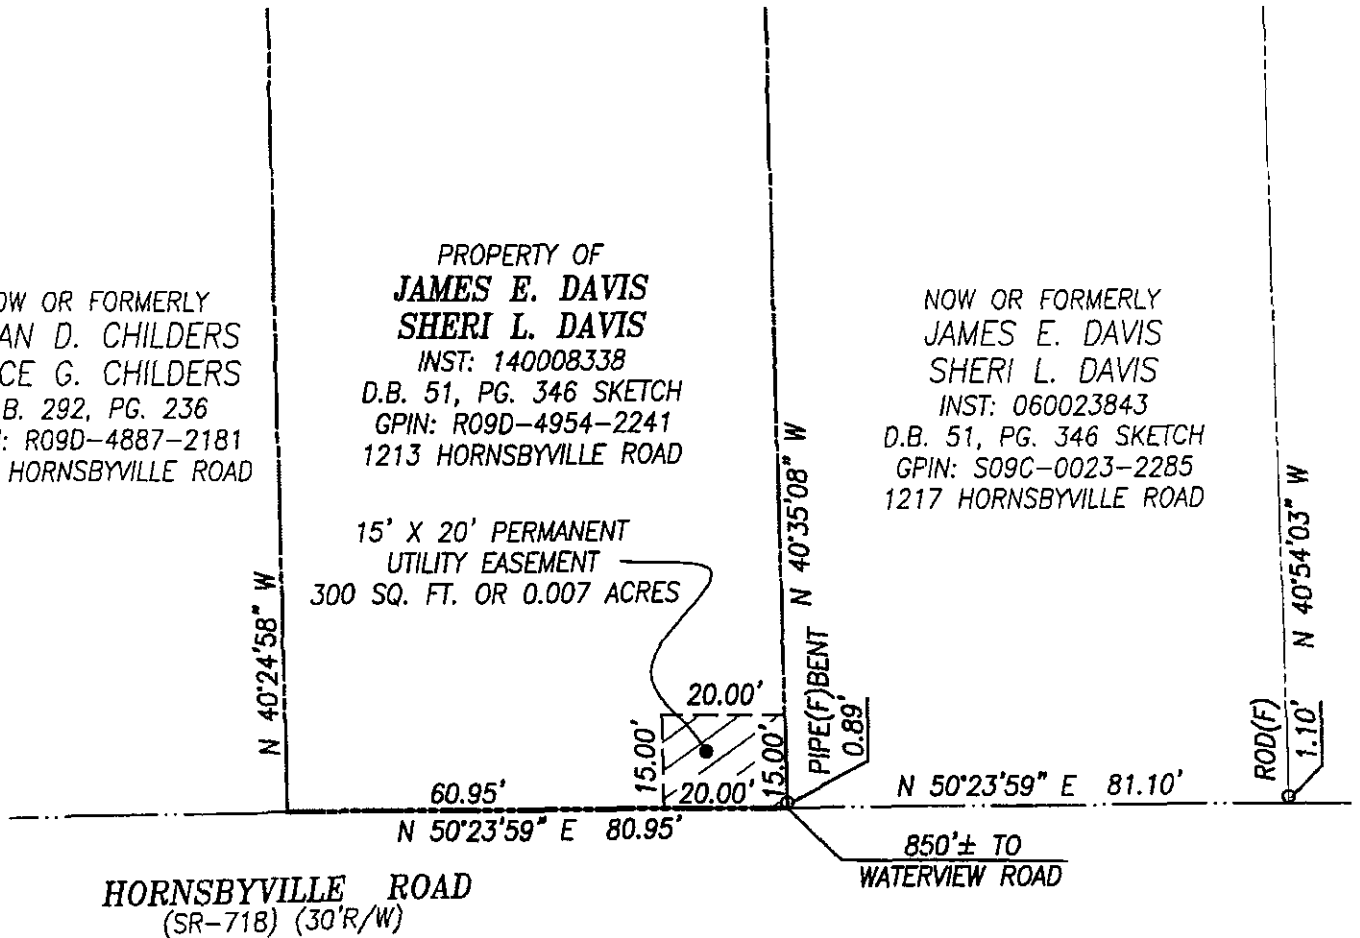 OW OR FORMERLY
AN D. CHILDERS
CE G. CHILDERS
B. 292, PG. 236
: R09D-4887-2181
HORNSBYVILLE ROAD
N 40°24'58" W
PROPERTY OF
JAMES E. DAVIS
SHERI L. DAVIS
INST: 140008338
D.B. 51, PG. 346 SKETCH
GPIN: R09D-4954-2241
1213 HORNSBYVILLE ROAD
15' X 20' PERMANENT
UTILITY EASEMENT
300 SQ. FT. OR 0.007 ACRES
20.00'
15.00'
15.00'
20.00'
60.95'
N 50°23'59" E 80.95'
N 40°35'08" W
PIPE(F)BENT
0.89'
NOW OR FORMERLY
JAMES E. DAVIS
SHERI L. DAVIS
INST: 060023843
D.B. 51, PG. 346 SKETCH
GPIN: S09C-0023-2285
1217 HORNSBYVILLE ROAD
N 40°54'03" W
ROD(F)
1.10'
N 50°23'59" E 81.10'
850'± TO
WATERVIEW ROAD
HORNSBYVILLE ROAD
(SR-718) (30'R/W)